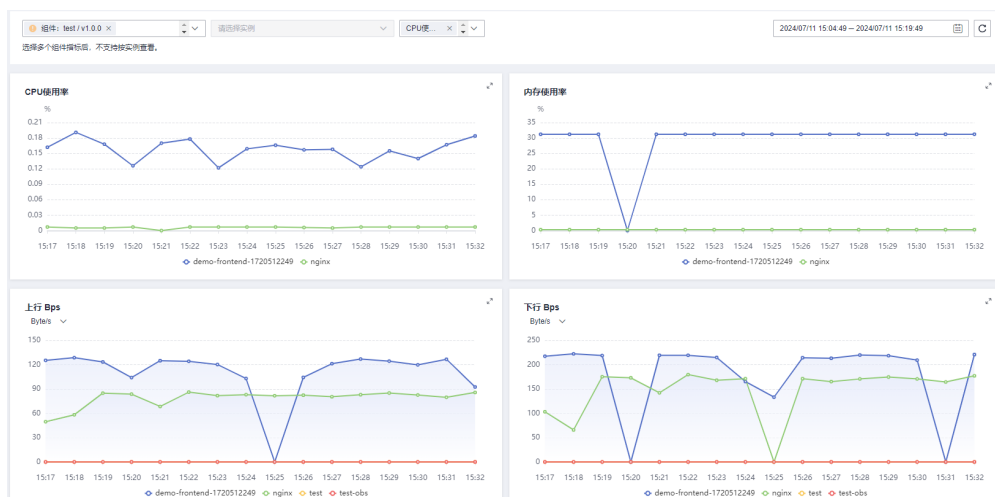 组件: test / v1.0.0 × 请选择实例 CPU使... × 2024/07/11 15:04:49 – 2024/07/11 15:19:49
选择多个组件指标后，不支持按实例查看。
CPU使用率
%
0.21
0.18
0.15
0.12
0.09
0.06
0.03
0
15:17 15:18 15:19 15:20 15:21 15:22 15:23 15:24 15:25 15:26 15:27 15:28 15:29 15:30 15:31 15:32
demo-frontend-1720512249 nginx
内存使用率
%
35
30
25
20
15
10
5
0
15:17 15:18 15:19 15:20 15:21 15:22 15:23 15:24 15:25 15:26 15:27 15:28 15:29 15:30 15:31 15:32
demo-frontend-1720512249 nginx
上行 Bps
Byte/s
150
120
90
60
30
0
15:17 15:18 15:19 15:20 15:21 15:22 15:23 15:24 15:25 15:26 15:27 15:28 15:29 15:30 15:31 15:32
demo-frontend-1720512249 nginx test test-obs
下行 Bps
Byte/s
250
200
150
100
50
0
15:17 15:18 15:19 15:20 15:21 15:22 15:23 15:24 15:25 15:26 15:27 15:28 15:29 15:30 15:31 15:32
demo-frontend-1720512249 nginx test test-obs